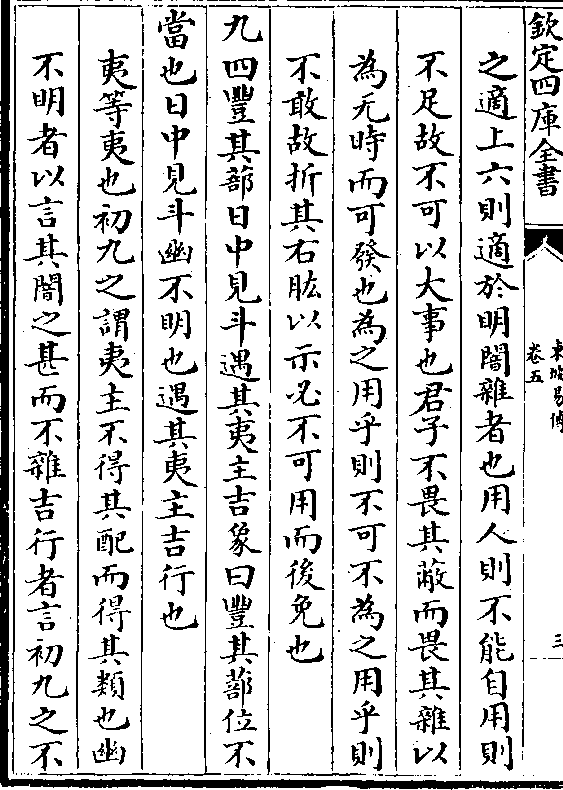 欽定四庫全書
東坡易傳
卷五
三
之適上六則適於明闇雜者也用人則不能自用則
不足故不可以大事也君子不畏其蔽而畏其雜以
為无時而可發也為之用乎則不可不為之用乎則
不敢故折其右肱以示必不可用而後免也
九四豐其蔀日中見斗遇其夷主吉象曰豐其蔀位不
當也日中見斗幽不明也遇其夷主吉行也
夷等夷也初九之謂夷主不得其配而得其類也幽
不明者以言其闇之甚而不雜吉行者言初九之不